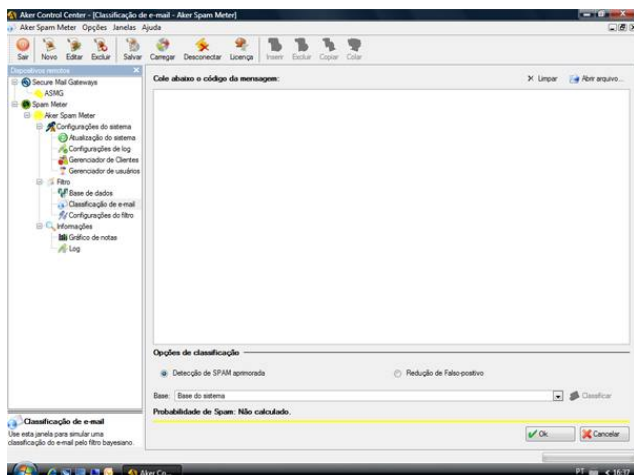 Aker Control Center - [Classificação de e-mail - Aker Spam Meter]
Aker Spam Meter Opções Janelas Ajuda
Sair Novo Editar Excluir Salvar Carregar Desconectar Licença Inserir Excluir Copiar Colar
Dispositivos remotos
Secure Mail Gateways
ASMG
Spam Meter
Aker Spam Meter
Configurações do sistema
Atualização do sistema
Configurações de log
Gerenciador de Clientes
Gerenciador de usuários
Filtro
Base de dados
Classificação de e-mail
Configurações do filtro
Informações
Gráfico de notas
Log
Cole abaixo o código da mensagem:
Limpar Abrir arquivo...
Opções de classificação
Detecção de SPAM aprimorada Redução de Falso-positivo
Base: Base do sistema Classificar
Probabilidade de Spam: Não calculado.
Classificação de e-mail
Use esta janela para simular uma
classificação do e-mail pelo filtro bayesiano.
Ok Cancelar
Aker Co... PT 16:37